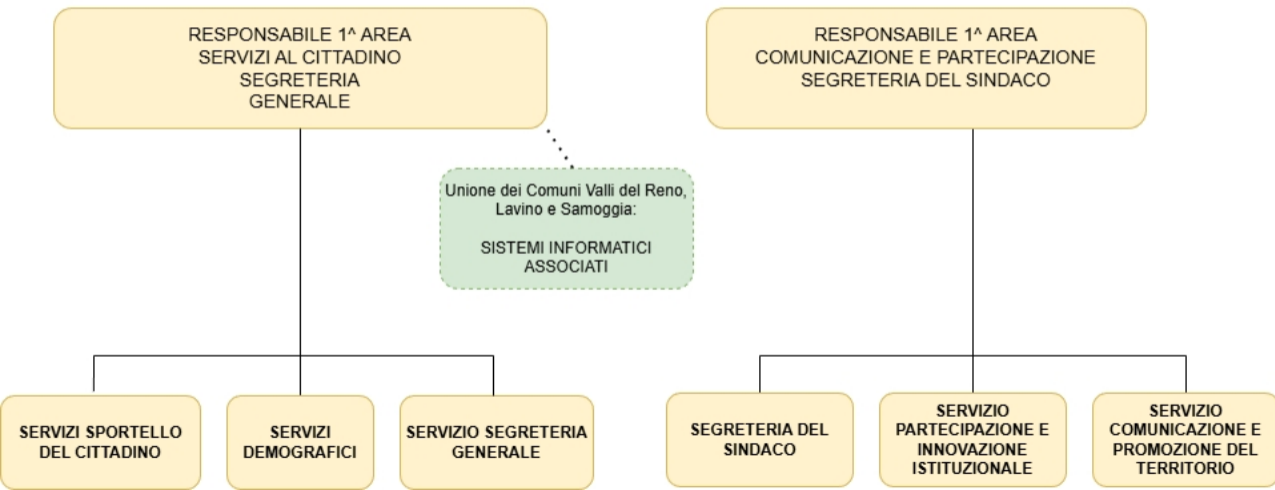 RESPONSABILE 1^ AREA
SERVIZI AL CITTADINO
SEGRETERIA
GENERALE
RESPONSABILE 1^ AREA
COMUNICAZIONE E PARTECIPAZIONE
SEGRETERIA DEL SINDACO
Unione dei Comuni Valli del Reno,
Lavino e Samoggia:
SISTEMI INFORMATICI
ASSOCIATI
SERVIZI SPORTELLO
DEL CITTADINO
SERVIZI
DEMOGRAFICI
SERVIZIO SEGRETERIA
GENERALE
SEGRETERIA DEL
SINDACO
SERVIZIO
PARTECIPAZIONE E
INNOVAZIONE
ISTITUZIONALE
SERVIZIO
COMUNICAZIONE E
PROMOZIONE DEL
TERRITORIO